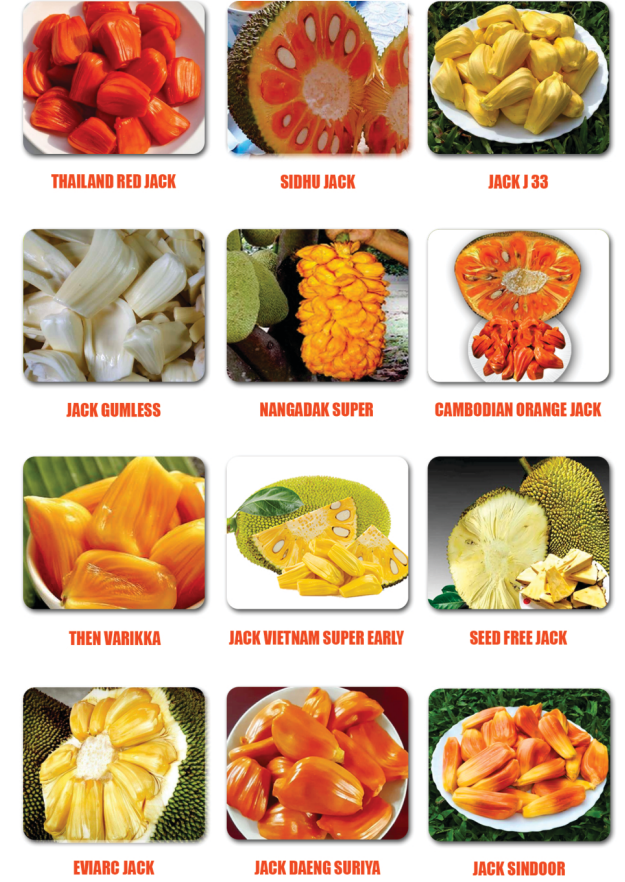 THAILAND RED JACK
SIDHU JACK
JACK J 33
JACK GUMLESS
NANGADAK SUPER
CAMBODIAN ORANGE JACK
THEN VARIKKA
JACK VIETNAM SUPER EARLY
SEED FREE JACK
EVIARC JACK
JACK DAENG SURIYA
JACK SINDOOR